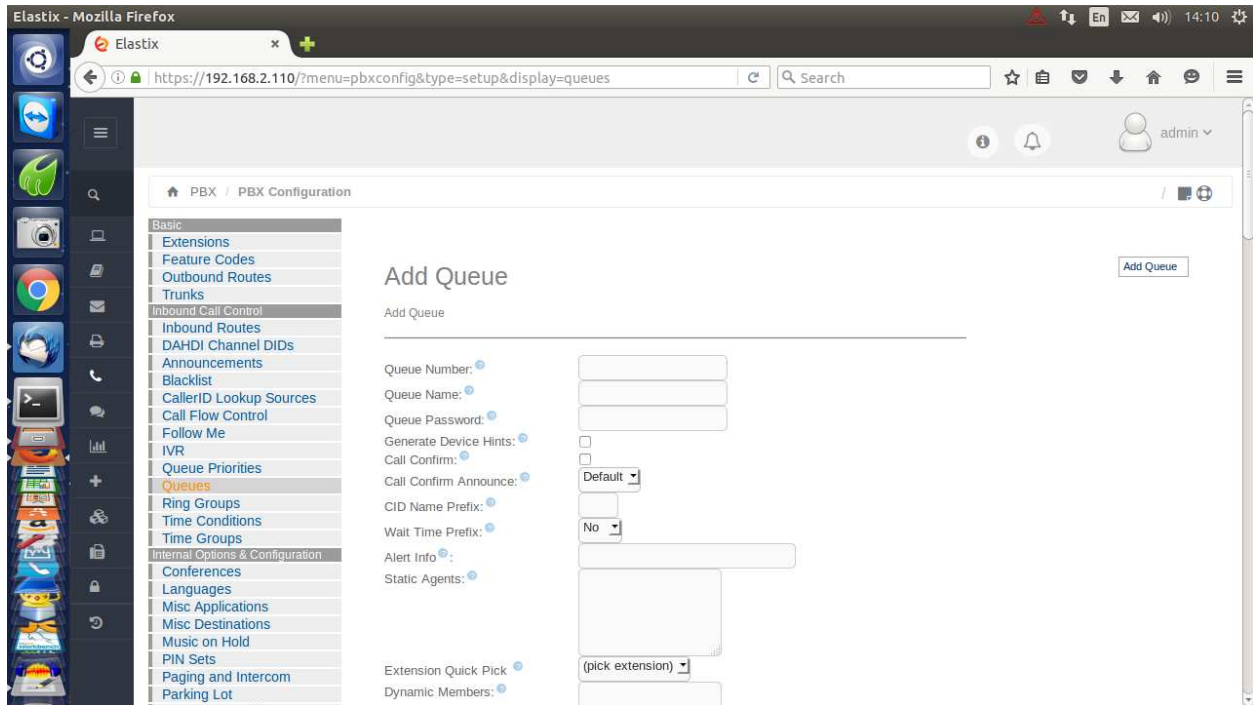 Elastix - Mozilla Firefox
En
14:10
Elastix
https://192.168.2.110/?menu=pbxconfig&type=setup&display=queues
Search
admin
PBX / PBX Configuration
/
Basic
Extensions
Feature Codes
Outbound Routes
Trunks
Inbound Call Control
Inbound Routes
DAHDI Channel DIDs
Announcements
Blacklist
CallerID Lookup Sources
Call Flow Control
Follow Me
IVR
Queue Priorities
Queues
Ring Groups
Time Conditions
Time Groups
Internal Options & Configuration
Conferences
Languages
Misc Applications
Misc Destinations
Music on Hold
PIN Sets
Paging and Intercom
Parking Lot
Add Queue
Add Queue
Add Queue
Queue Number:
Queue Name:
Queue Password:
Generate Device Hints:
Call Confirm:
Call Confirm Announce: Default
CID Name Prefix:
Wait Time Prefix: No
Alert Info :
Static Agents:
Extension Quick Pick (pick extension)
Dynamic Members: